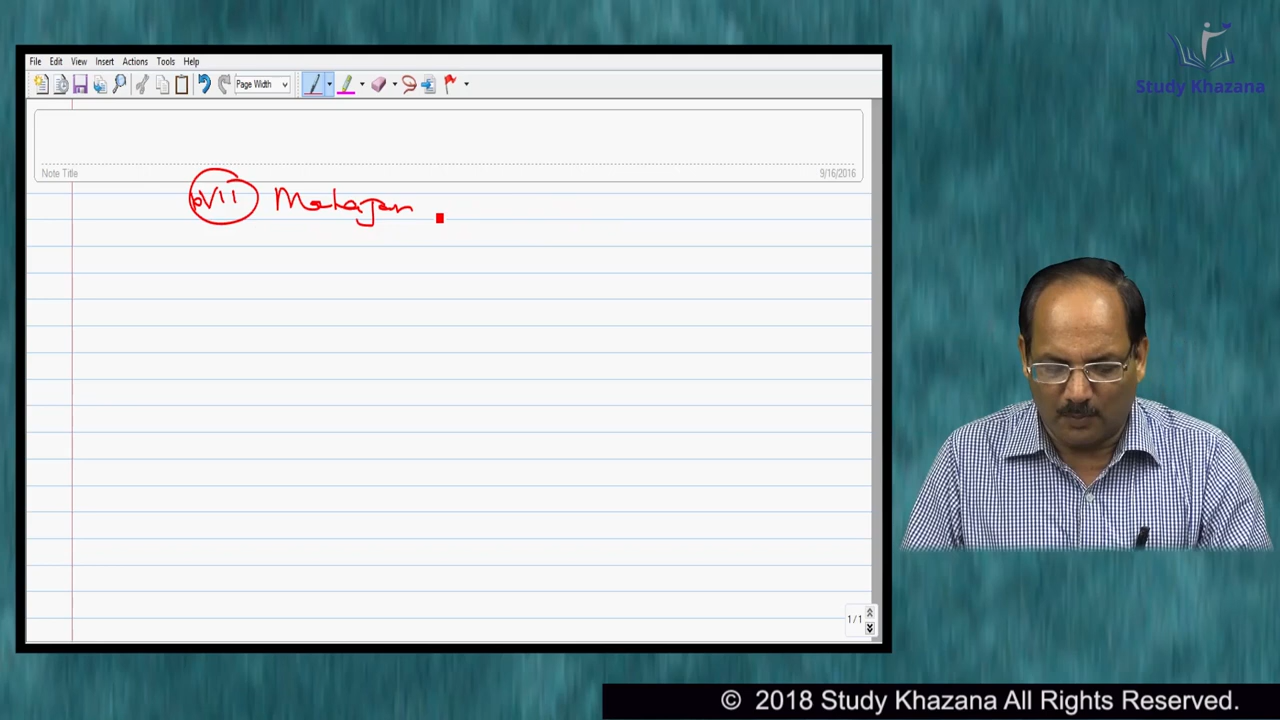 Study Khazana
File Edit View Insert Actions Tools Help
Page Width
Note Title
9/16/2016
VII Mahajan
1/1
© 2018 Study Khazana All Rights Reserved.